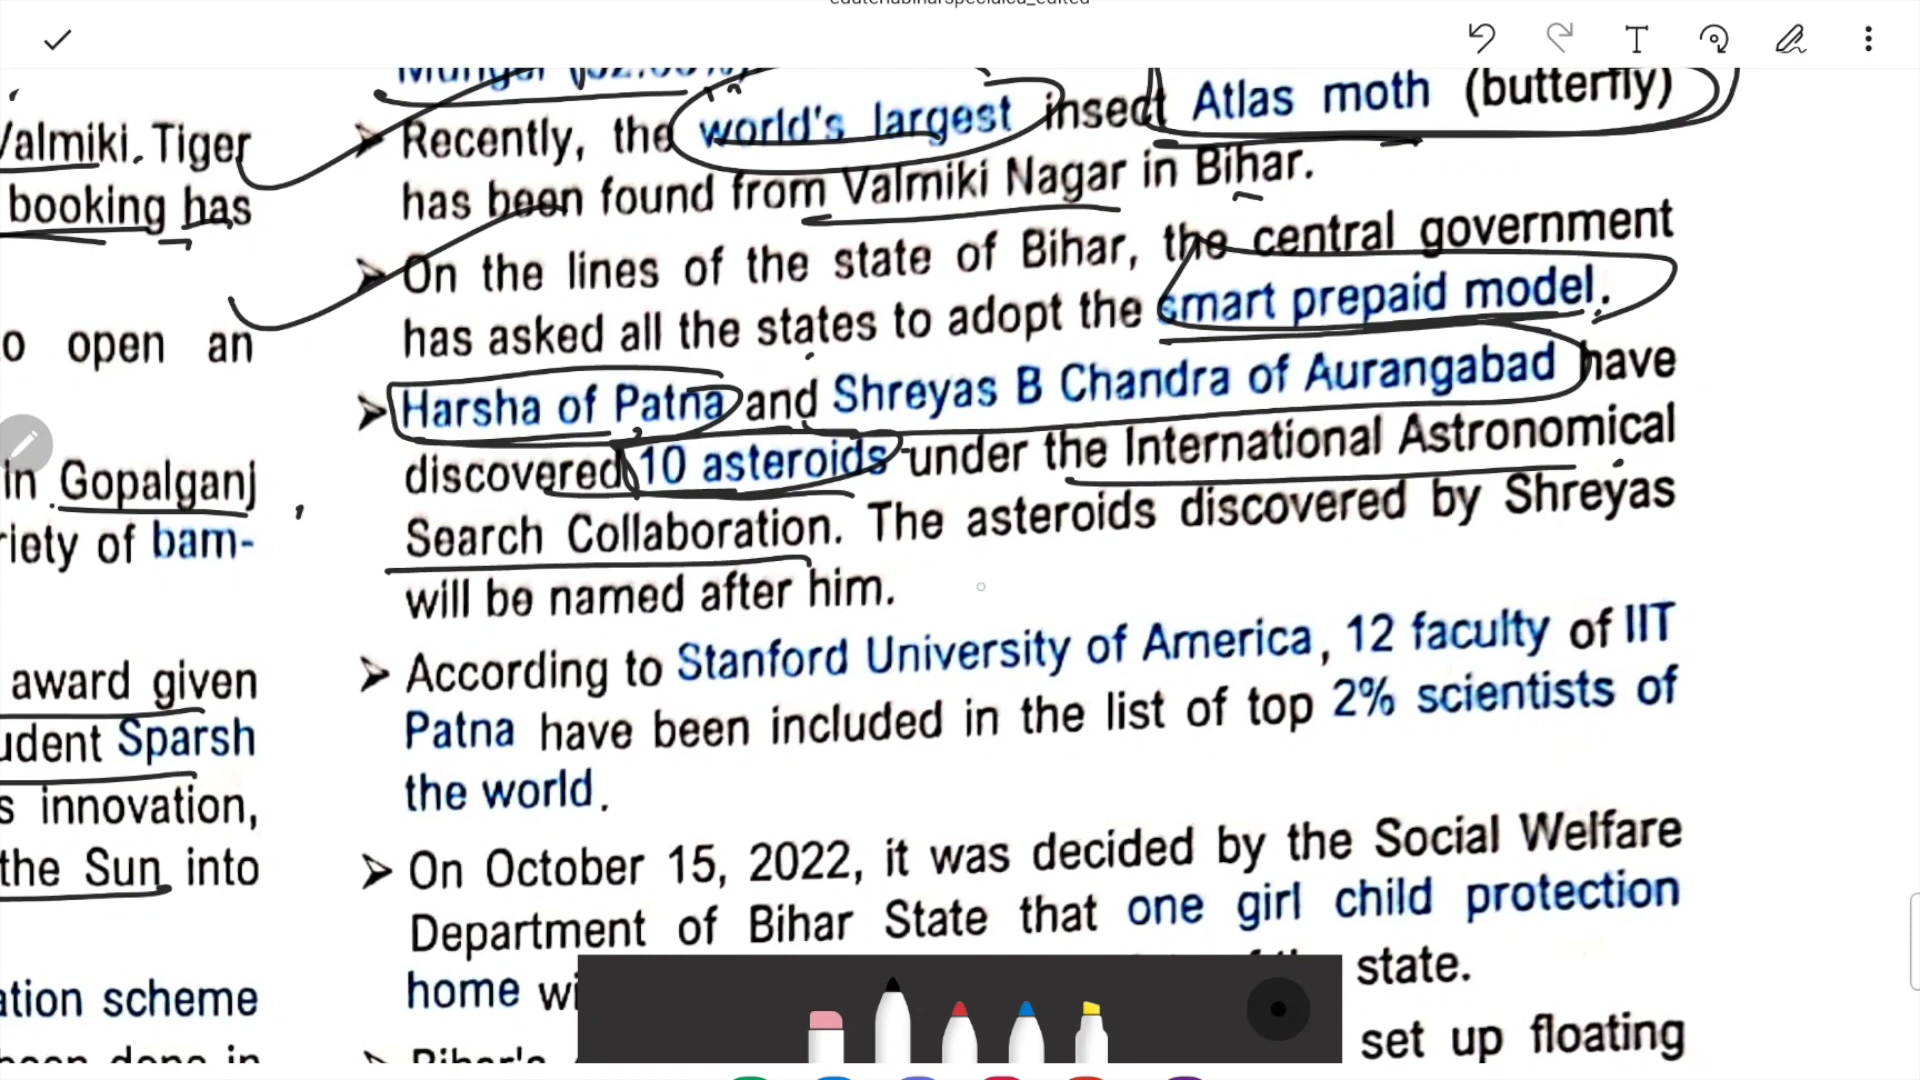 Valmiki Tiger
booking has
o open an
in Gopalganj
riety of bam-
award given
udent Sparsh
s innovation,
the Sun into
ation scheme
been done in
Recently, the world's largest insect Atlas moth (butterfly)
has been found from Valmiki Nagar in Bihar.
On the lines of the state of Bihar, the central government
has asked all the states to adopt the smart prepaid model.
Harsha of Patna and Shreyas B Chandra of Aurangabad have
discovered 10 asteroids under the International Astronomical
Search Collaboration. The asteroids discovered by Shreyas
will be named after him.
According to Stanford University of America, 12 faculty of IIT
Patna have been included in the list of top 2% scientists of
the world.
On October 15, 2022, it was decided by the Social Welfare
Department of Bihar State that one girl child protection
home wi state.
Bihar's set up floating